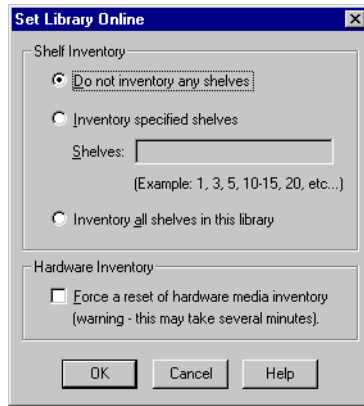 Set Library Online
Shelf Inventory
Do not inventory any shelves
Inventory specified shelves
Shelves:
(Example: 1, 3, 5, 10-15, 20, etc...)
Inventory all shelves in this library
Hardware Inventory
Force a reset of hardware media inventory
(warning - this may take several minutes).
OK Cancel Help